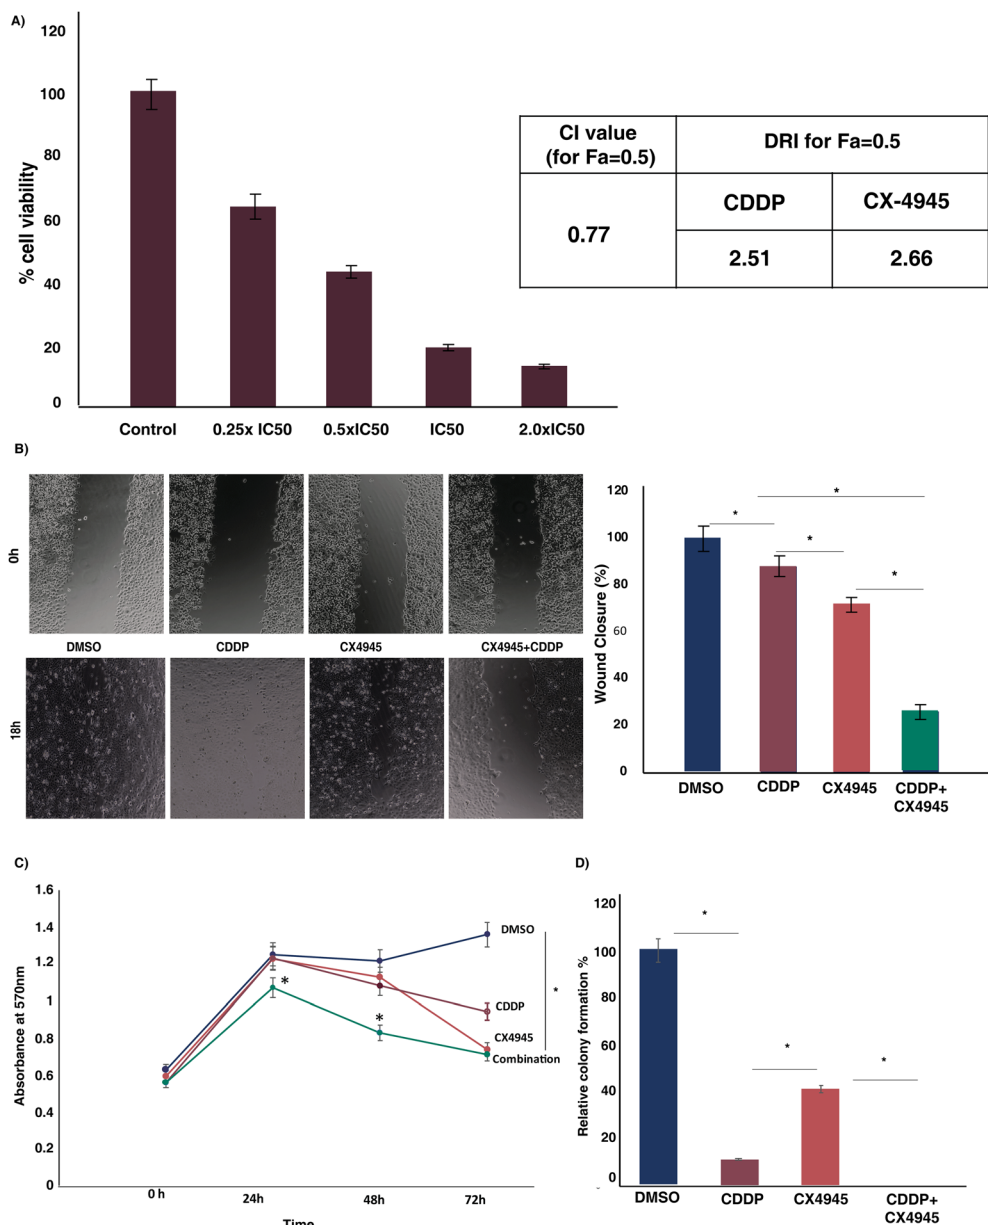 A)
120
100
80
60
40
20
0
% cell viability
Control
0.25x IC50
0.5xIC50
IC50
2.0xIC50
CI value
(for Fa=0.5)
DRI for Fa=0.5
CDDP
CX-4945
0.77
2.51
2.66
B)
0h
DMSO
CDDP
CX4945
CX4945+CDDP
18h
120
100
80
60
40
20
0
Wound Closure (%)
*
*
*
*
DMSO
CDDP
CX4945
CDDP+
CX4945
C)
1.6
1.4
1.2
1
0.8
0.6
0.4
0.2
0
Absorbance at 570nm
DMSO
CDDP
CX4945
Combination
*
*
*
0 h
24h
48h
72h
Time
D)
120
100
80
60
40
20
0
Relative colony formation %
*
*
*
DMSO
CDDP
CX4945
CDDP+
CX4945